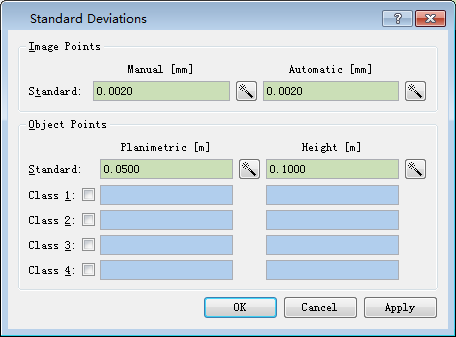 Standard Deviations
Image Points
Manual [mm] Automatic [mm]
Standard: 0.0020 0.0020
Object Points
Planimetric [m] Height [m]
Standard: 0.0500 0.1000
Class 1:
Class 2:
Class 3:
Class 4:
OK Cancel Apply